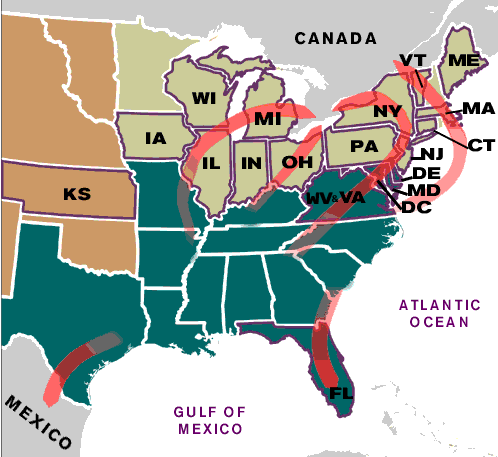 CANADA
VT
ME
WI
MI
NY
MA
IA
IL
IN
OH
PA
CT
NJ
DE
KS
WV&VA
MD
DC
ATLANTIC
OCEAN
FL
MEXICO
GULF OF
MEXICO